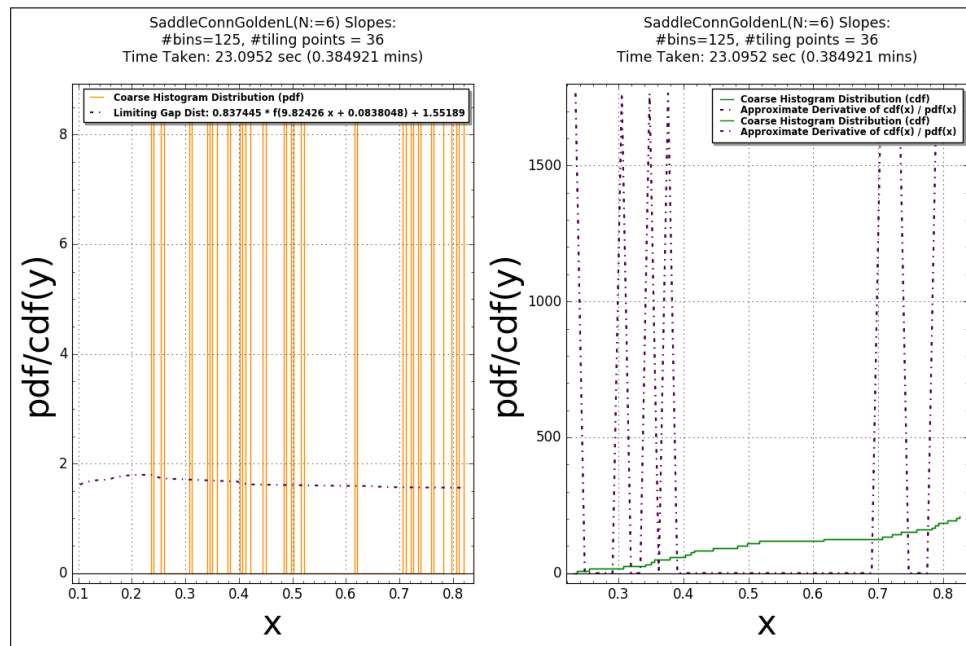 SaddleConnGoldenL(N:=6) Slopes:
#bins=125, #tiling points = 36
Time Taken: 23.0952 sec (0.384921 mins)
Coarse Histogram Distribution (pdf)
Limiting Gap Dist: 0.837445 * f(9.82426 x + 0.0838048) + 1.55189
pdf/cdf(y)
8
6
4
2
0
0.1 0.2 0.3 0.4 0.5 0.6 0.7 0.8
x
SaddleConnGoldenL(N:=6) Slopes:
#bins=125, #tiling points = 36
Time Taken: 23.0952 sec (0.384921 mins)
Coarse Histogram Distribution (cdf)
Approximate Derivative of cdf(x) / pdf(x)
Coarse Histogram Distribution (cdf)
Approximate Derivative of cdf(x) / pdf(x)
pdf/cdf(y)
1500
1000
500
0
0.3 0.4 0.5 0.6 0.7 0.8
x